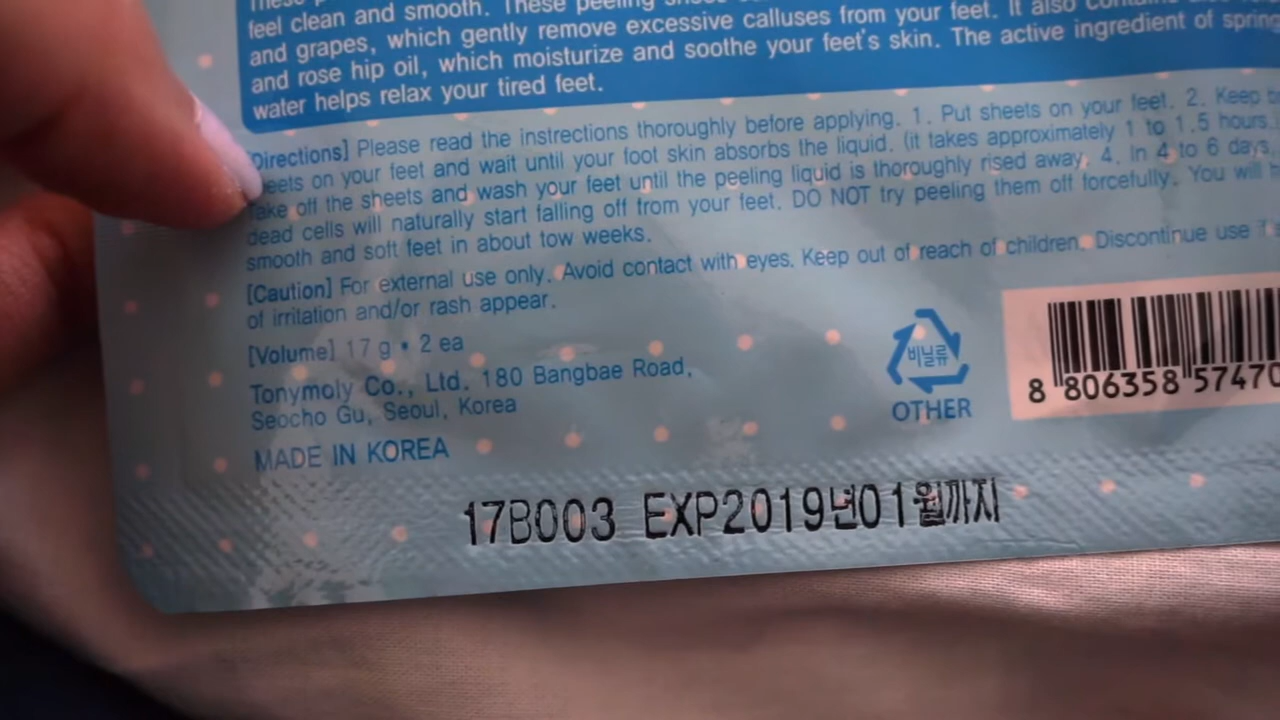 feel clean and smooth. These peeling
and grapes, which gently remove excessive calluses from your feet. It also
and rose hip oil, which moisturize and soothe your feet's skin. The active ingredient of spring
water helps relax your tired feet.
Directions] Please read the instrections thoroughly before applying. 1. Put sheets on your feet. 2. Keep
eets on your feet and wait until your foot skin absorbs the liquid. (it takes approximately 1 to 1.5 hours.
Take off the sheets and wash your feet until the peeling liquid is thoroughly rised away. 4. In 4 to 6 days,
dead cells will naturally start falling off from your feet. DO NOT try peeling them off forcefully. You will
smooth and soft feet in about tow weeks.
[Caution] For external use only. Avoid contact with eyes. Keep out of reach of children. Discontinue use
of irritation and/or rash appear.
[Volume] 17 g * 2 ea
Tonymoly Co., Ltd. 180 Bangbae Road,
Seocho Gu, Seoul, Korea
MADE IN KOREA
비닐류
OTHER
8 806358 57470
17B003 EXP2019년01월까지